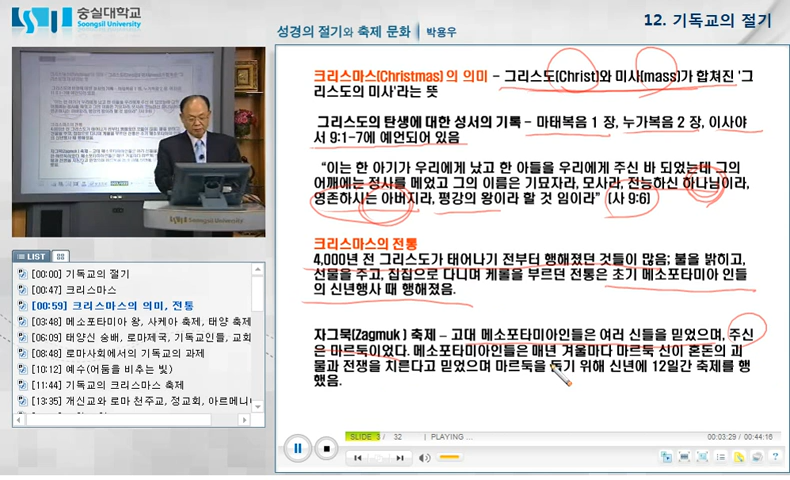 숭실대학교
Soongsil University
성경의 절기와 축제 문화 | 박용우
12. 기독교의 절기
Soongsil University
LIST
[00:00] 기독교의 절기
[00:47] 크리스마스
[00:59] 크리스마스의 의미, 전통
[03:48] 메소포타미아 왕, 사케아 축제, 태양 축제
[06:09] 태양신 숭배, 로마제국, 기독교인들, 교회
[08:48] 로마사회에서의 기독교의 과제
[10:12] 예수(어둠을 비추는 빛)
[11:44] 기독교의 크리스마스 축제
[13:35] 개신교와 로마 천주교, 정교회, 아르메니
크리스마스(Christmas)의 의미 – 그리스도(Christ)와 미사(mass)가 합쳐진 '그
리스도의 미사'라는 뜻
그리스도의 탄생에 대한 성서의 기록 – 마태복음 1 장, 누가복음 2 장, 이사야
서 9:1-7에 예언되어 있음
“이는 한 아기가 우리에게 났고 한 아들을 우리에게 주신 바 되었는데 그의
어깨에는 정사를 메었고 그의 이름은 기묘자라, 모사라, 전능하신 하나님이라,
영존하시는 아버지라, 평강의 왕이라 할 것 임이라” (사 9:6)
크리스마스의 전통
4,000년 전 그리스도가 태어나기 전부터 행해졌던 것들이 많음; 불을 밝히고,
선물을 주고, 집집으로 다니며 케롤을 부르던 전통은 초기 메소포타미아 인들
의 신년행사 때 행해졌음.
자그묵(Zagmuk ) 축제 – 고대 메소포타미아인들은 여러 신들을 믿었으며, 주신
은 마르둑이었다. 메소포타미아인들은 매년 겨울마다 마르둑 신이 혼돈의 괴
물과 전쟁을 치른다고 믿었으며 마르둑을 돕기 위해 신년에 12일간 축제를 행
했음.
SLIDE 3 / 32 | PLAYING ...
00:03:29 / 00:44:16